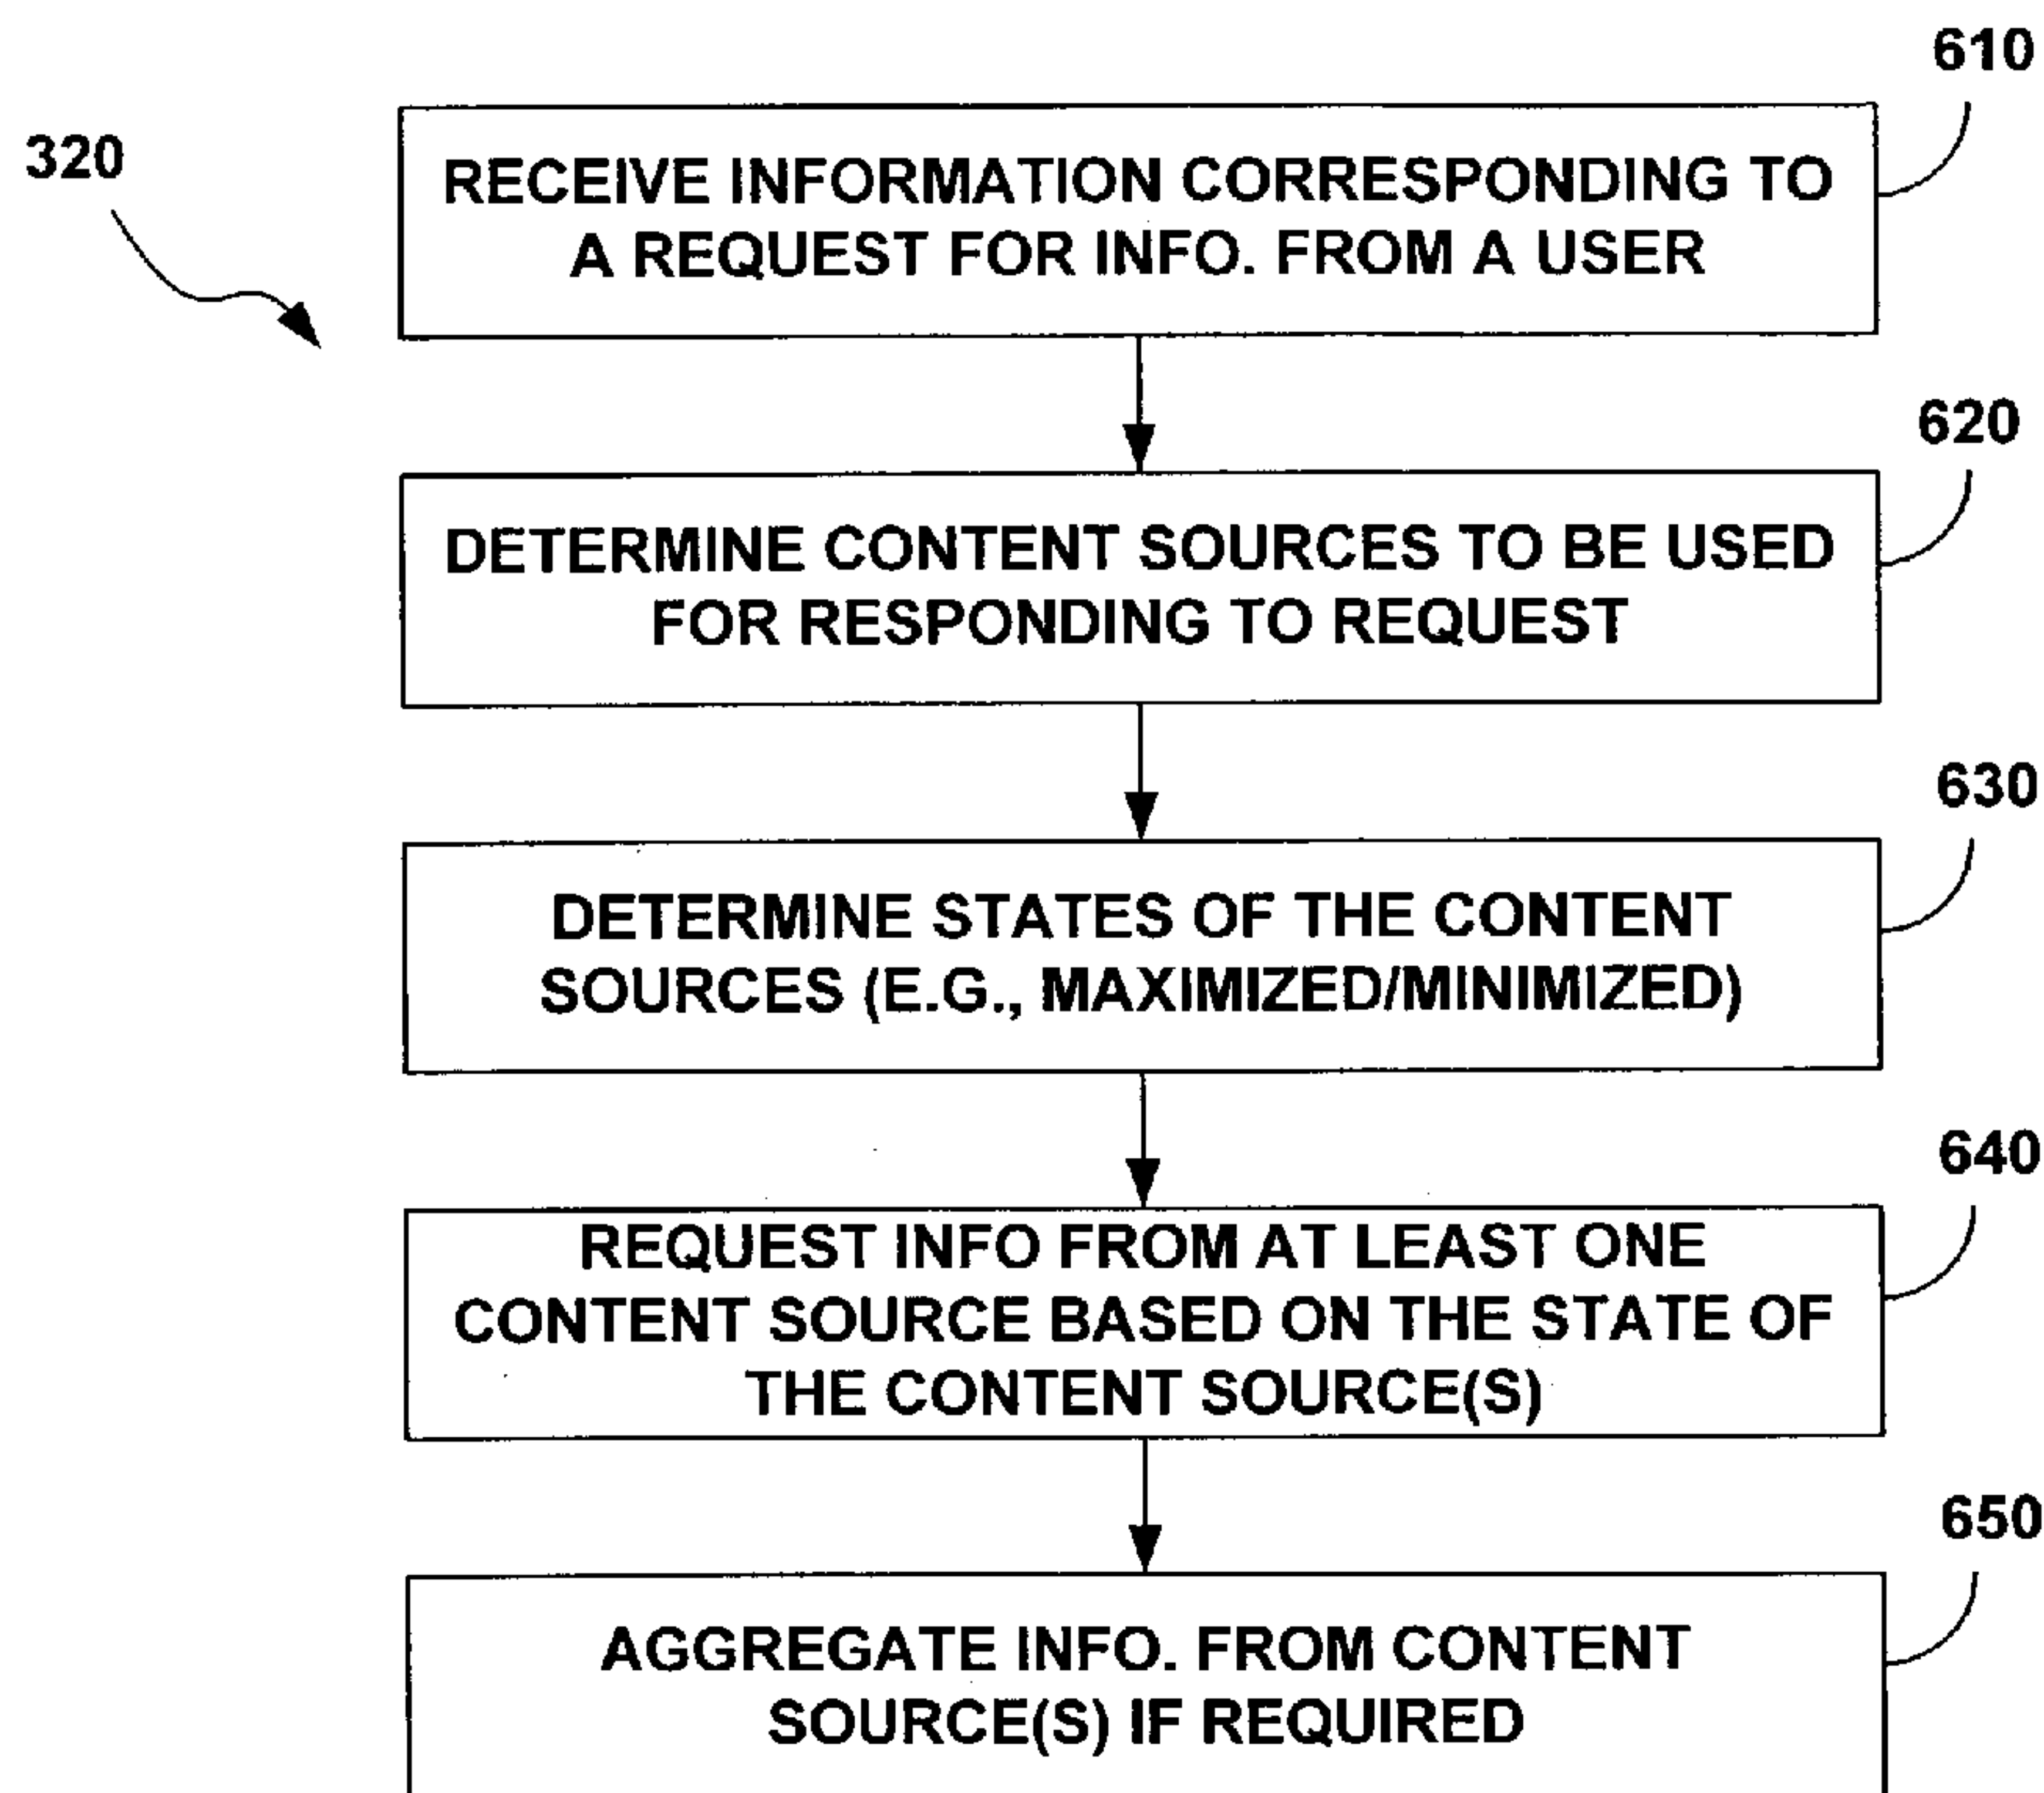 610
320
RECEIVE INFORMATION CORRESPONDING TO
A REQUEST FOR INFO. FROM A USER
620
DETERMINE CONTENT SOURCES TO BE USED
FOR RESPONDING TO REQUEST
630
DETERMINE STATES OF THE CONTENT
SOURCES (E.G., MAXIMIZED/MINIMIZED)
640
REQUEST INFO FROM AT LEAST ONE
CONTENT SOURCE BASED ON THE STATE OF
THE CONTENT SOURCE(S)
650
AGGREGATE INFO. FROM CONTENT
SOURCE(S) IF REQUIRED